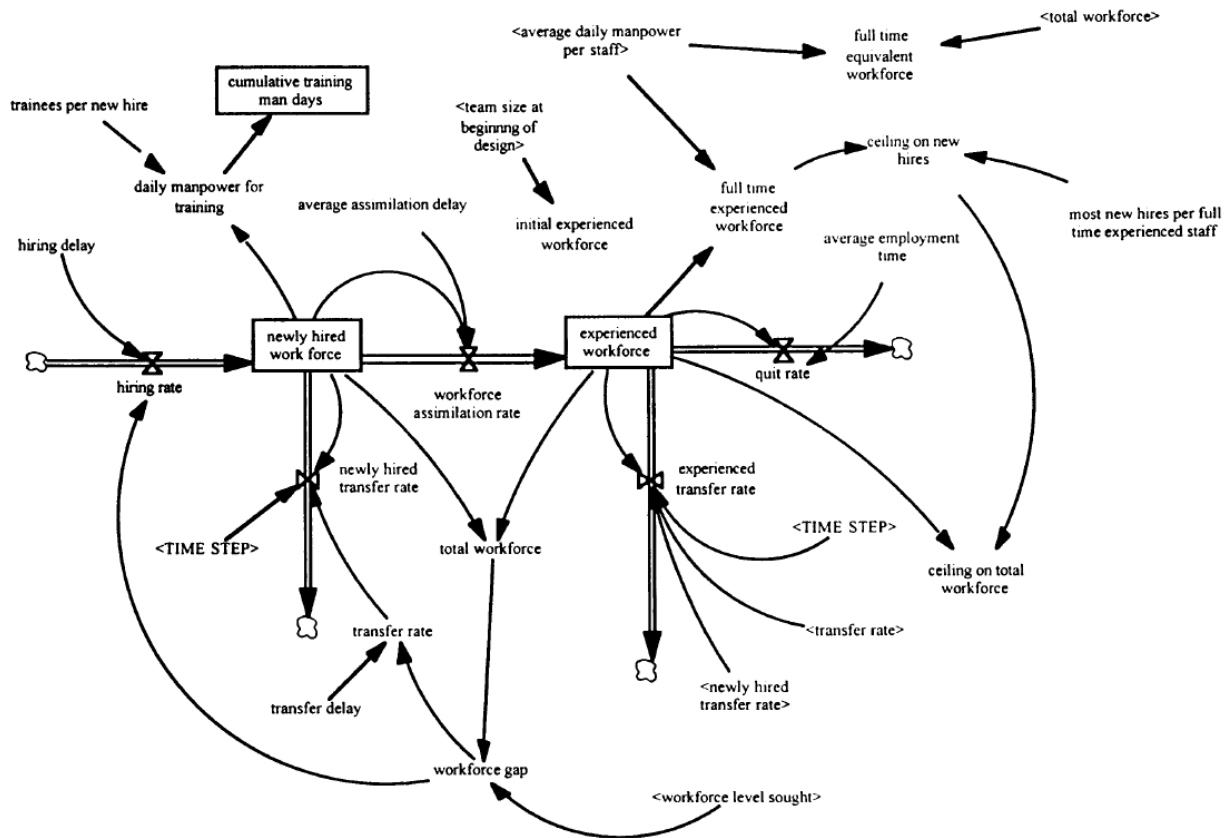 <average daily manpower
per staff>
full time
equivalent
workforce
<total workforce>
cumulative training
man days
trainees per new hire
<team size at
beginnng of
design>
ceiling on new
hires
daily manpower for
training
average assimilation delay
full time
experienced
workforce
most new hires per full
time experienced staff
initial experienced
workforce
hiring delay
average employment
time
newly hired
work force
experienced
workforce
hiring rate
workforce
assimilation rate
quit rate
newly hired
transfer rate
experienced
transfer rate
<TIME STEP>
total workforce
<TIME STEP>
ceiling on total
workforce
transfer rate
<transfer rate>
transfer delay
<newly hired
transfer rate>
workforce gap
<workforce level sought>